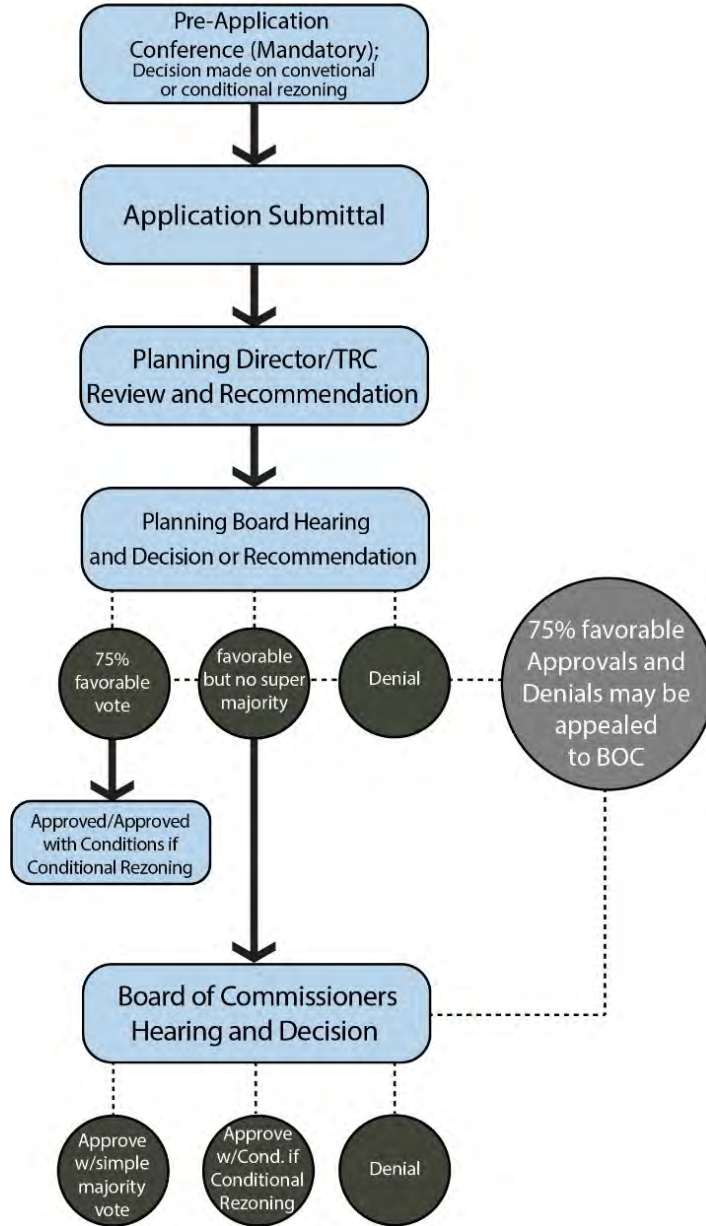 Pre-Application
Conference (Mandatory);
Decision made on convetional
or conditional rezoning
Application Submittal
Planning Director/TRC
Review and Recommendation
Planning Board Hearing
and Decision or Recommendation
75%
favorable
vote
favorable
but no super
majority
Denial
75% favorable
Approvals and
Denials may be
appealed
to BOC
Approved/Approved
with Conditions if
Conditional Rezoning
Board of Commissioners
Hearing and Decision
Approve
w/simple
majority
vote
Approve
w/Cond. if
Conditional
Rezoning
Denial